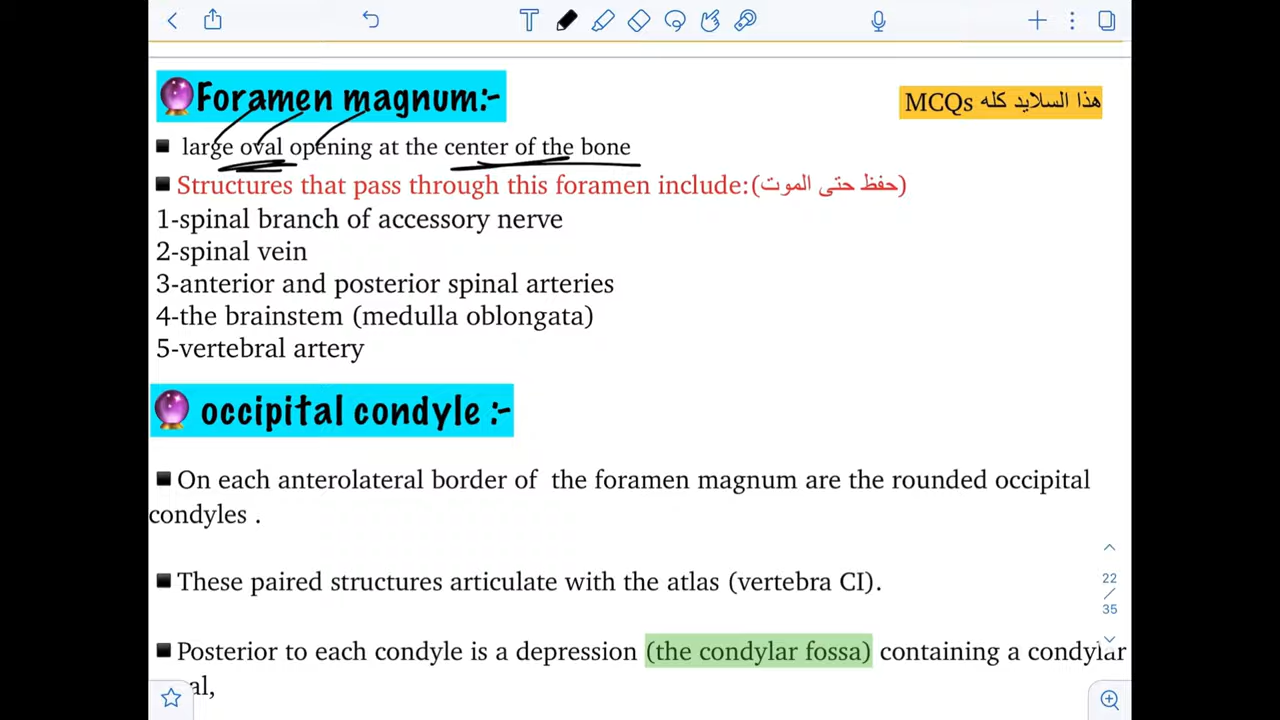 Foramen magnum:-
هذا السلايد كله MCQs
large oval opening at the center of the bone
Structures that pass through this foramen include:(حفظ حتى الموت)
1-spinal branch of accessory nerve
2-spinal vein
3-anterior and posterior spinal arteries
4-the brainstem (medulla oblongata)
5-vertebral artery
occipital condyle :-
On each anterolateral border of the foramen magnum are the rounded occipital
condyles .
These paired structures articulate with the atlas (vertebra CI).
Posterior to each condyle is a depression (the condylar fossa) containing a condylar
al,
22
/
35